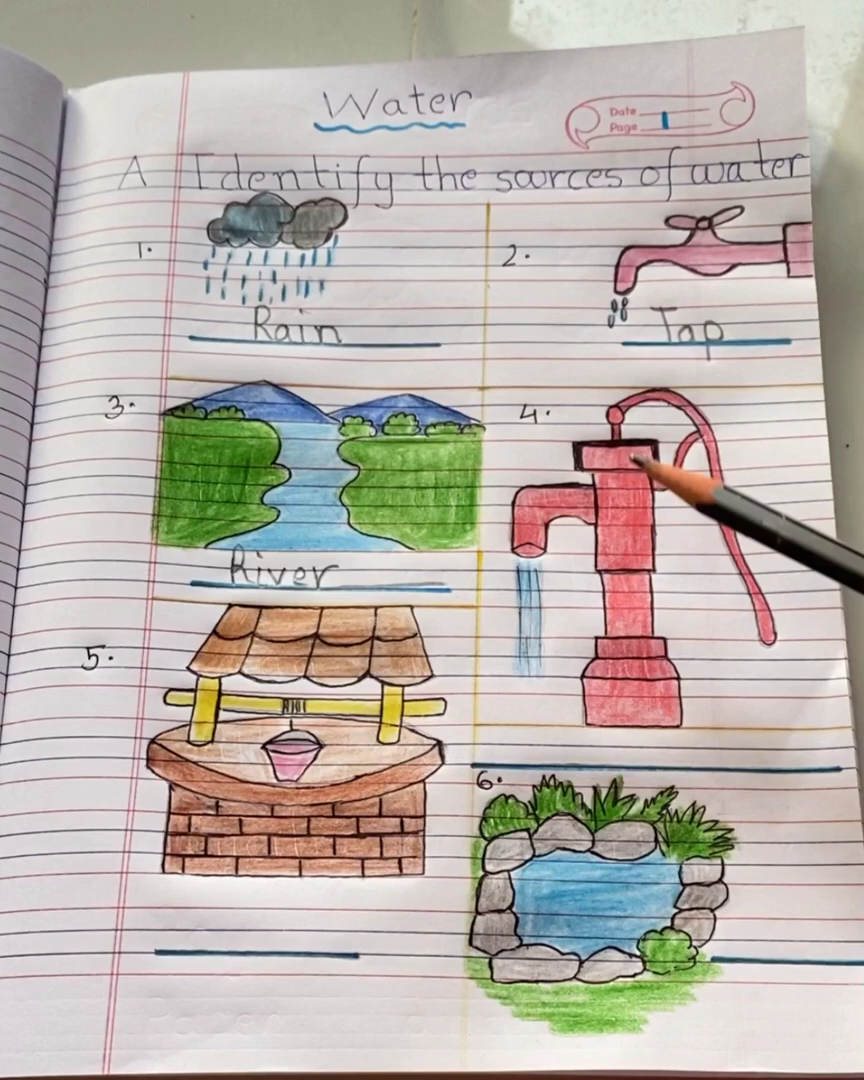 Water
Date
Page 1
A Identify the sources of water
1.
2.
Rain
Tap
3.
4.
River
5.
6.